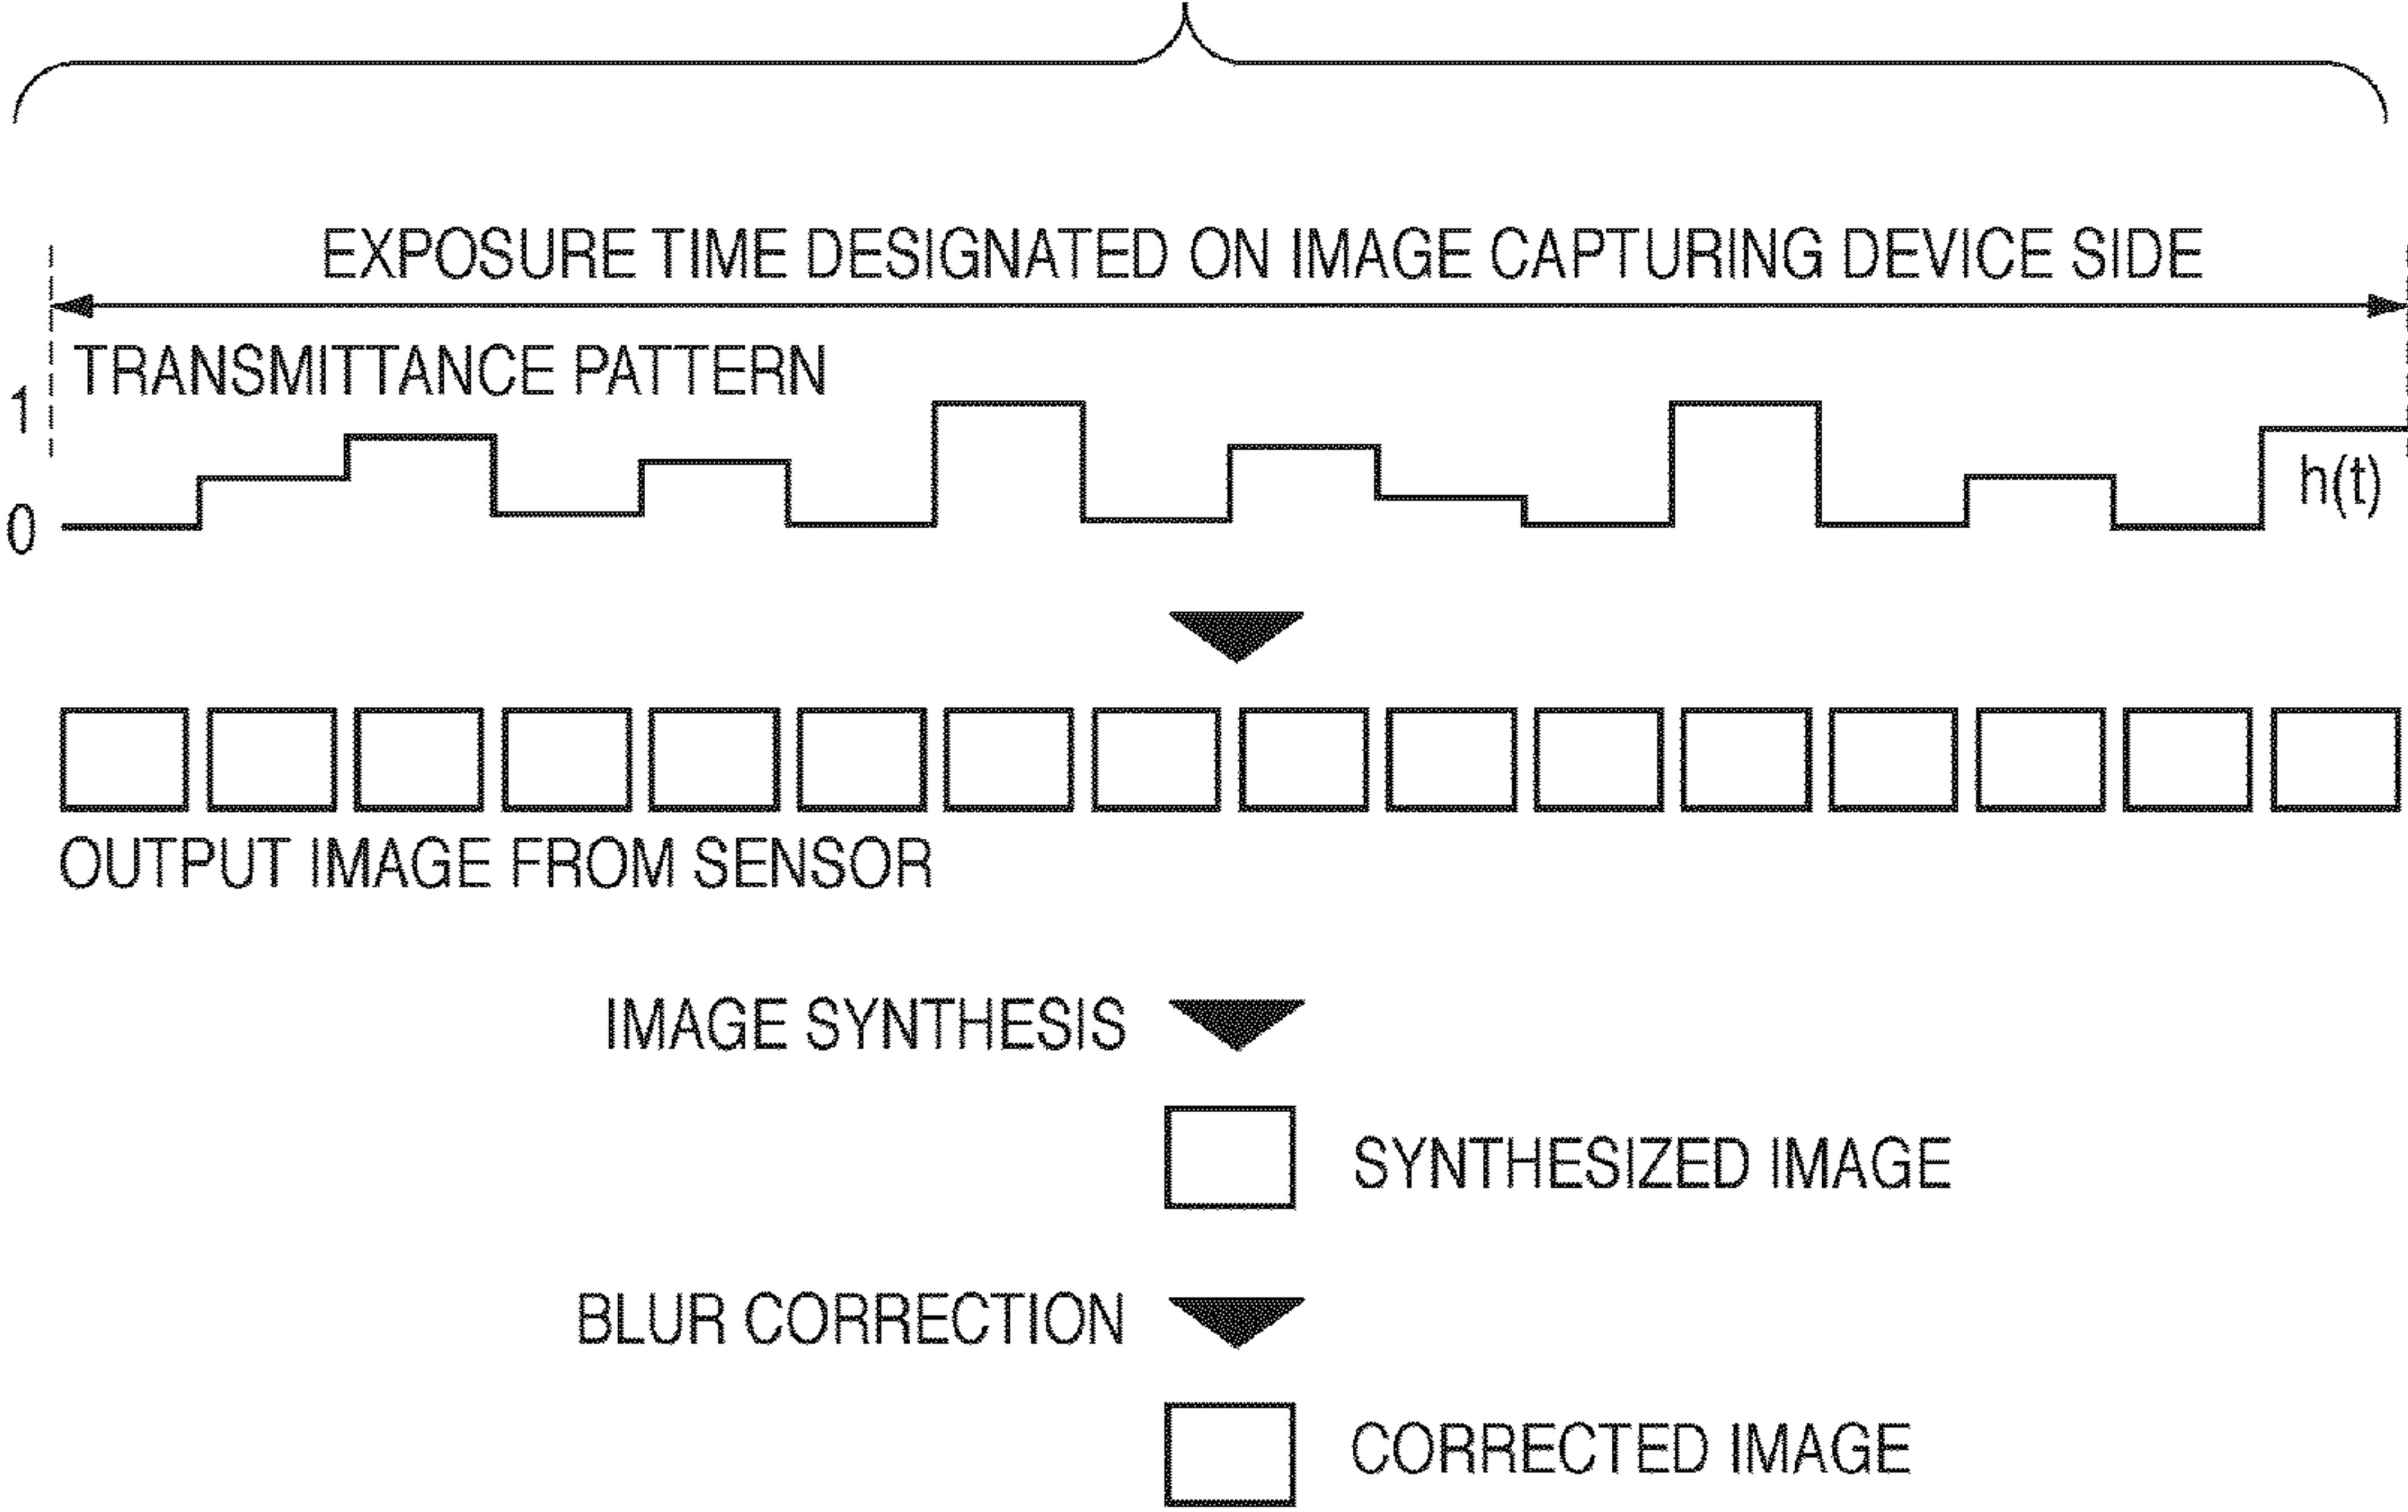 EXPOSURE TIME DESIGNATED ON IMAGE CAPTURING DEVICE SIDE
TRANSMITTANCE PATTERN
1
0
h(t)
OUTPUT IMAGE FROM SENSOR
IMAGE SYNTHESIS
SYNTHESIZED IMAGE
BLUR CORRECTION
CORRECTED IMAGE